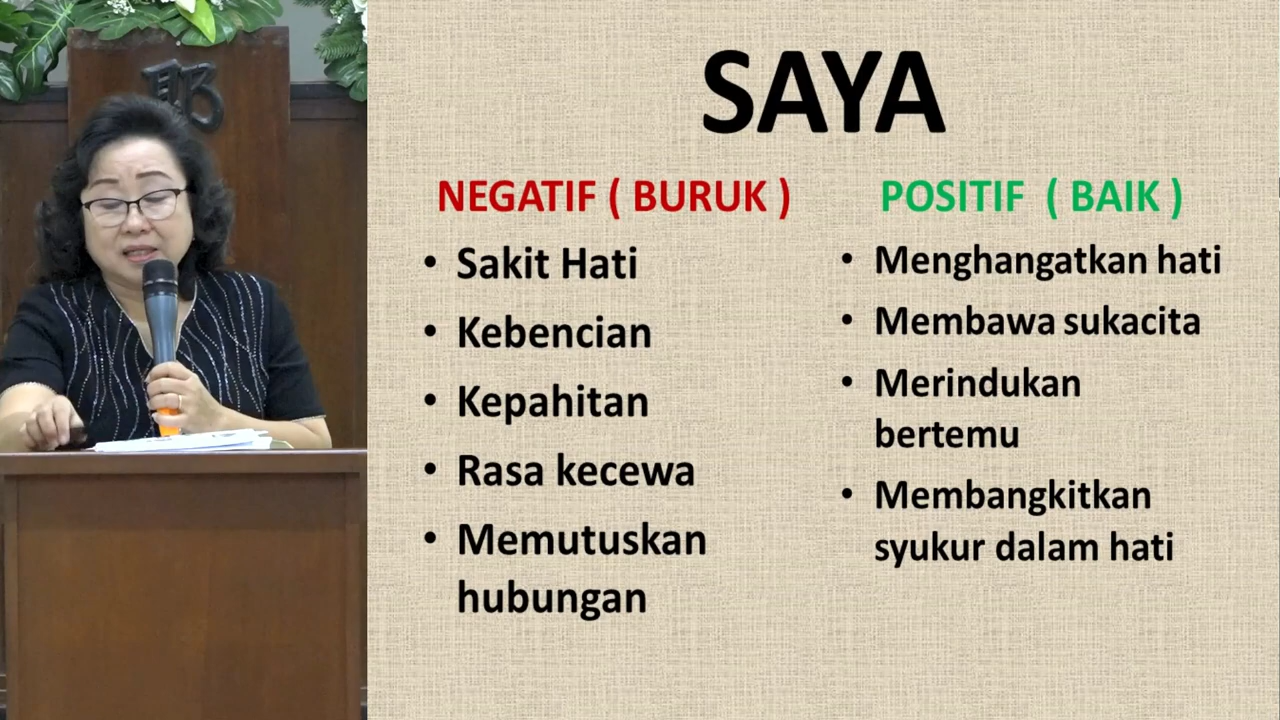 耶
SAYA
NEGATIF ( BURUK )
• Sakit Hati
• Kebencian
• Kepahitan
• Rasa kecewa
• Memutuskan
hubungan
POSITIF ( BAIK )
• Menghangatkan hati
• Membawa sukacita
• Merindukan
bertemu
• Membangkitkan
syukur dalam hati